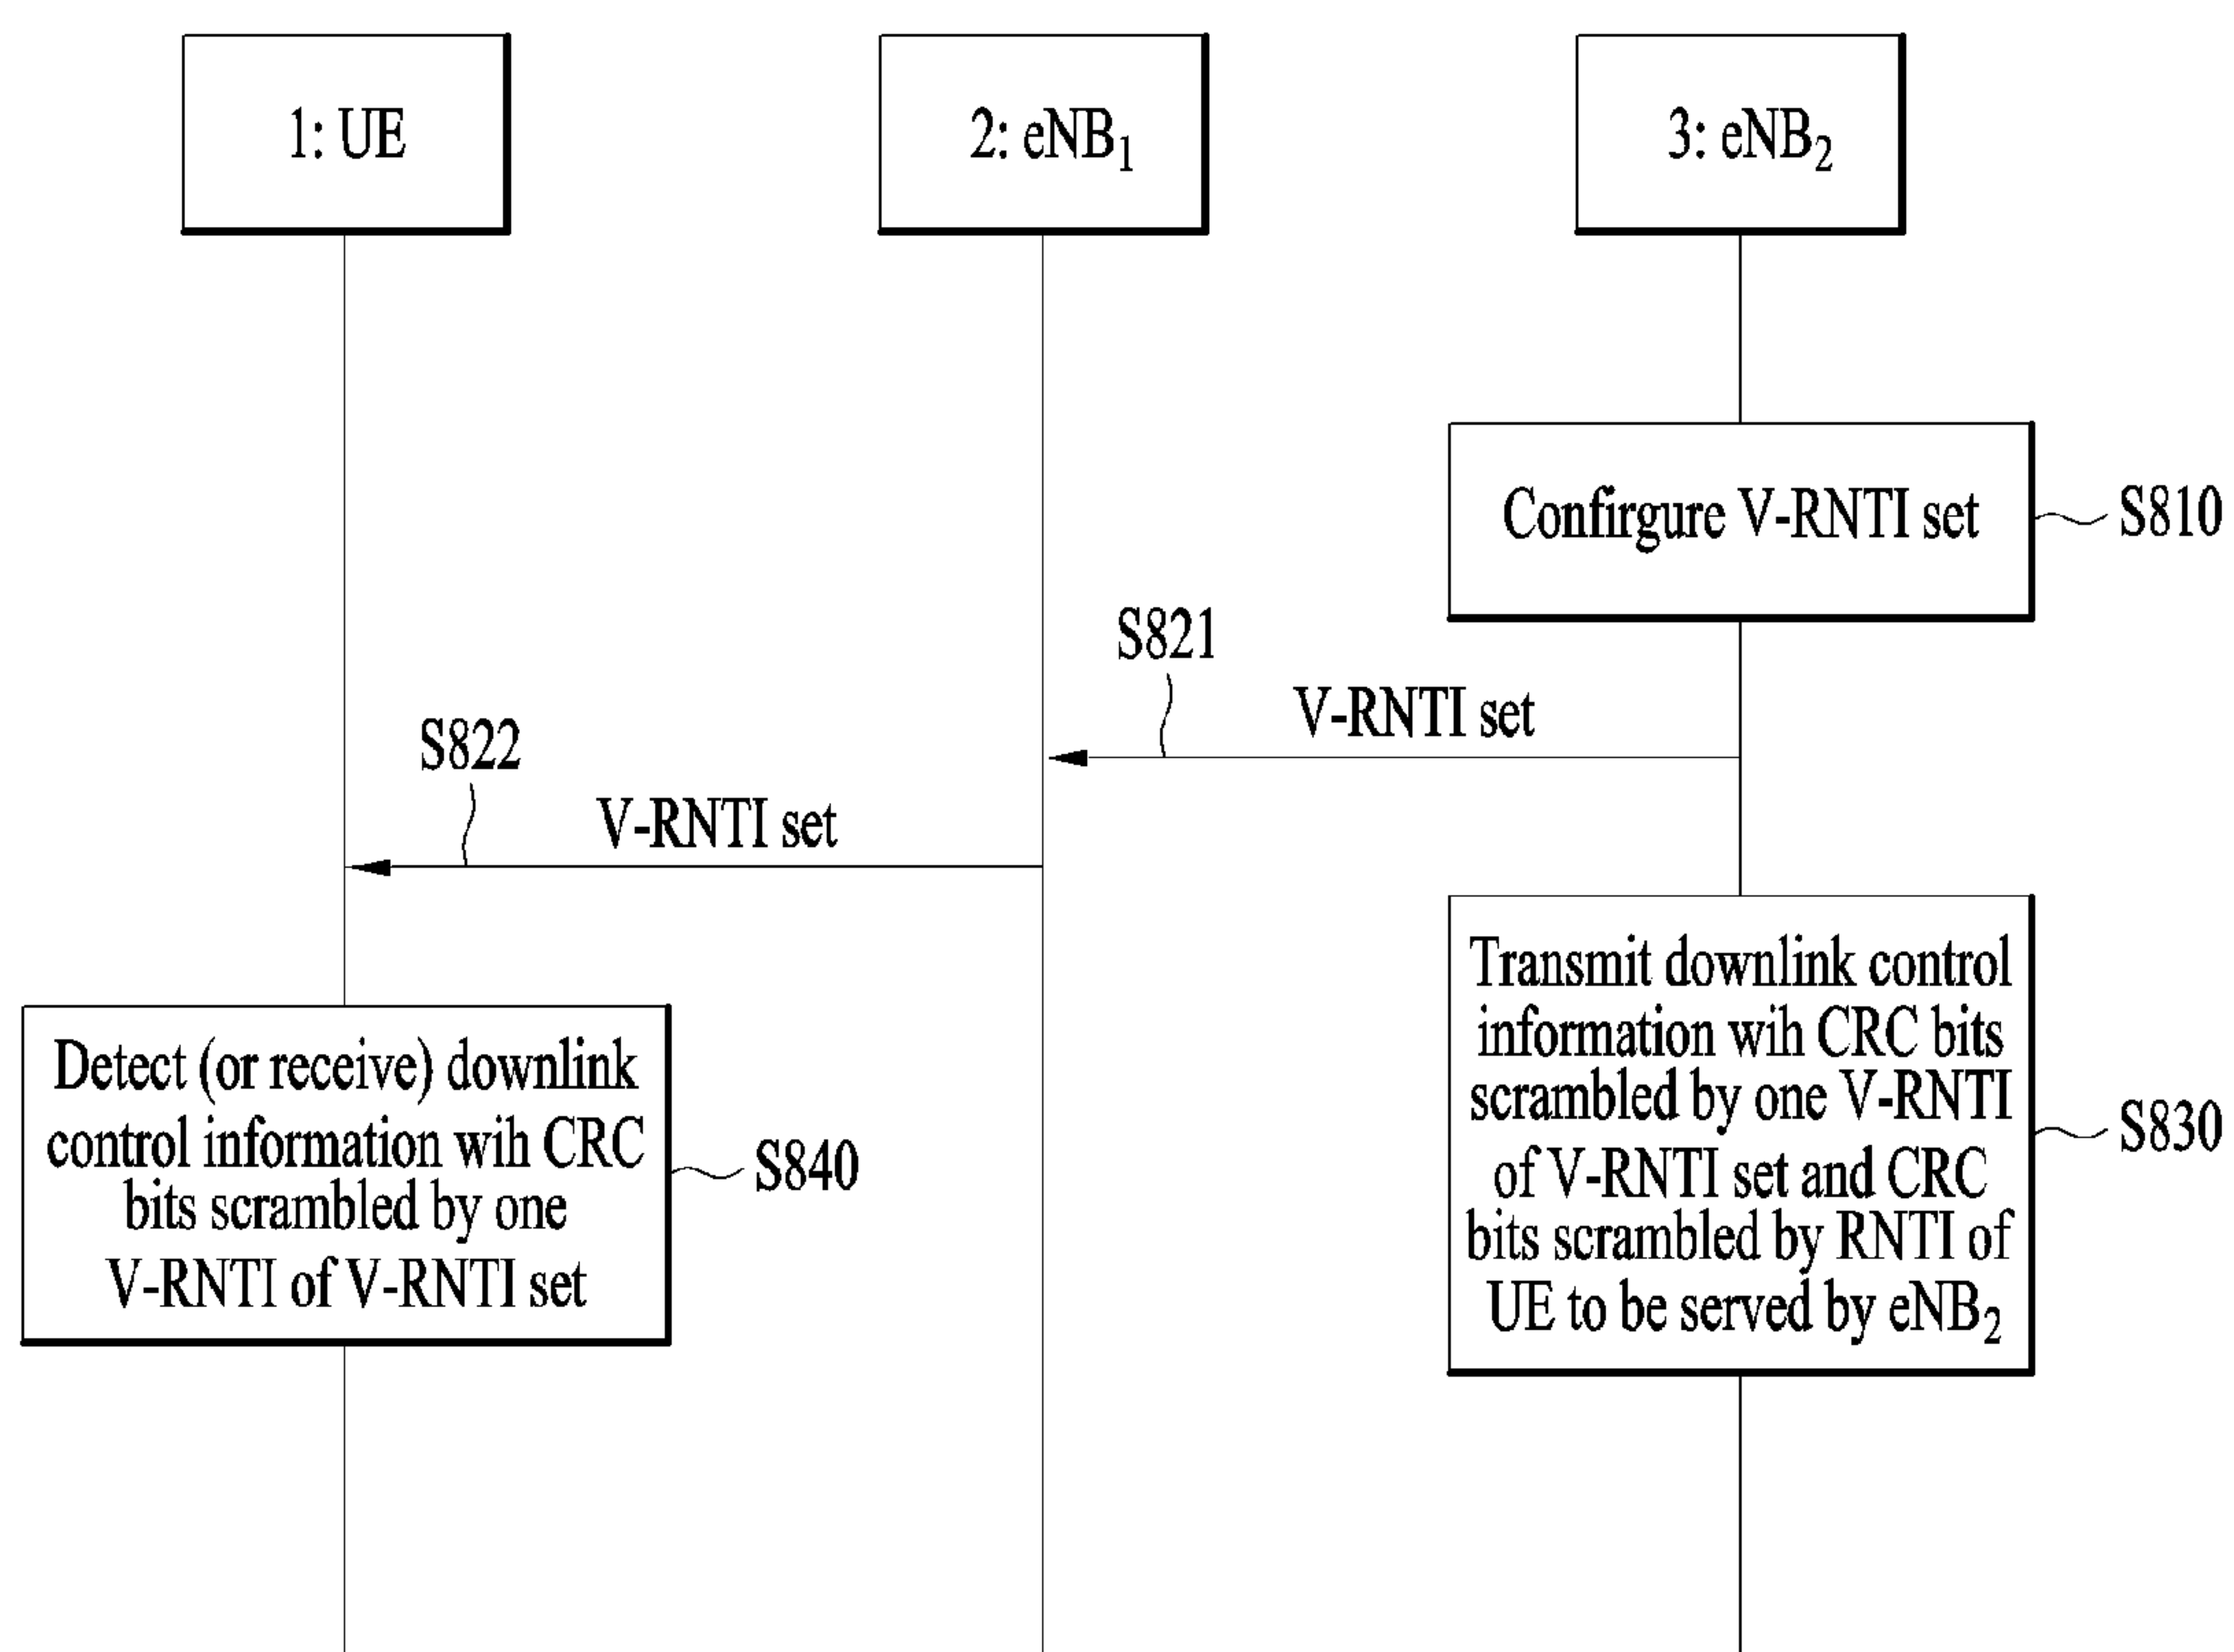 1: UE
2: eNB1
3: eNB2
Confirgure V-RNTI set
S810
S821
V-RNTI set
S822
V-RNTI set
Transmit downlink control
information wih CRC bits
scrambled by one V-RNTI
of V-RNTI set and CRC
bits scrambled by RNTI of
UE to be served by eNB2
S830
Detect (or receive) downlink
control information wih CRC
bits scrambled by one
V-RNTI of V-RNTI set
S840